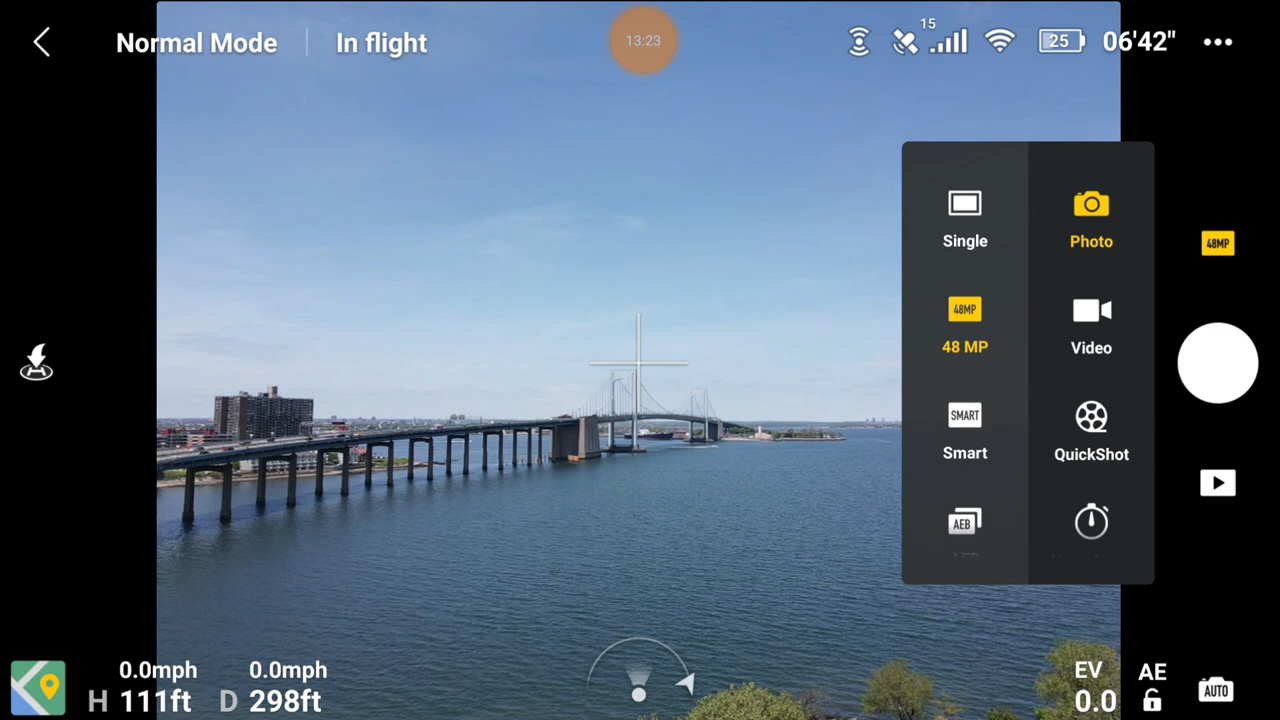 Normal Mode
In flight
13:23
15
25
06'42"
Single
Photo
48MP
48MP
48 MP
Video
SMART
Smart
QuickShot
AEB
0.0mph
0.0mph
H 111ft
D 298ft
EV
0.0
AE
AUTO